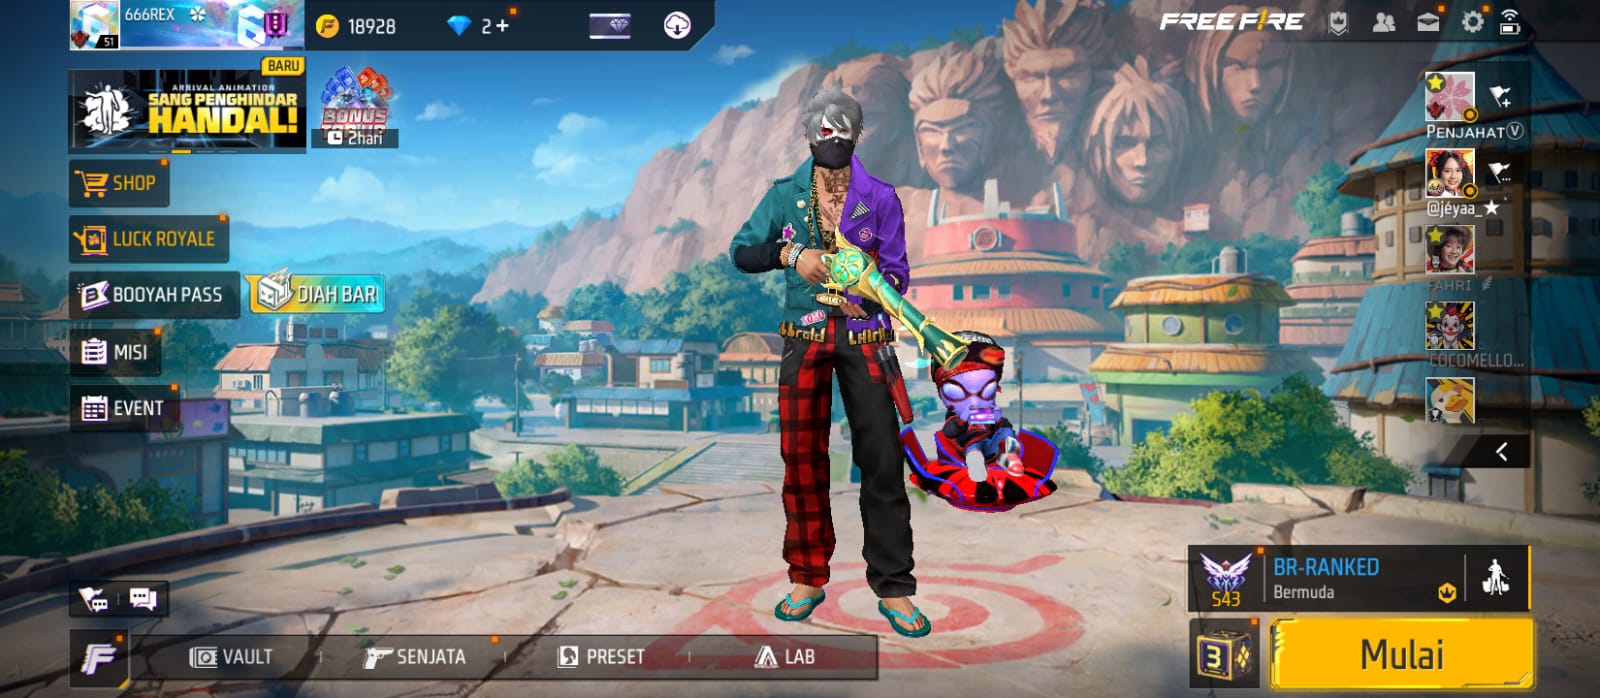 666REX
51
18928
2+
FREE FIRE
BARU
ARRIVAL ANIMATION
SANG PENGHINDAR
HANDAL!
BONUS
2hari
SHOP
LUCK ROYALE
BOOYAH PASS
DIAH BARI
MISI
EVENT
PENJAHAT Ⓥ
@jéyaa_★
FAHRI
COCOMELLO...
BR-RANKED
Bermuda
S43
3
Mulai
VAULT
SENJATA
PRESET
LAB